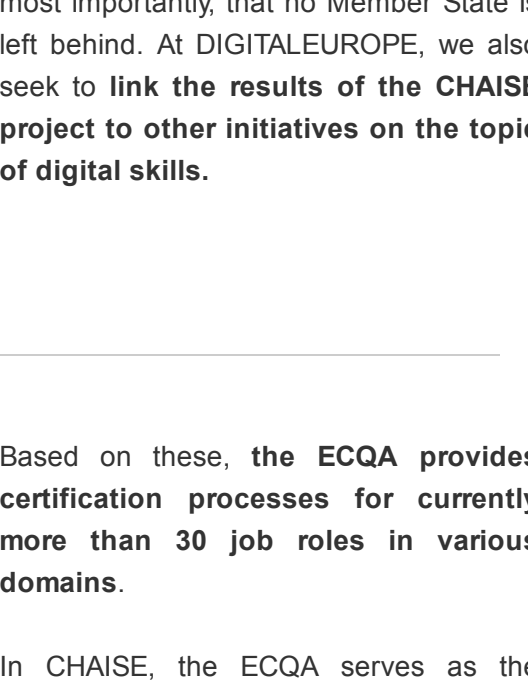 most importantly, that no Member State is
left behind. At DIGITALEUROPE, we also
seek to link the results of the CHAISE
project to other initiatives on the topic
of digital skills.
Based on these, the ECQA provides
certification processes for currently
more than 30 job roles in various
domains.
In CHAISE, the ECQA serves as the